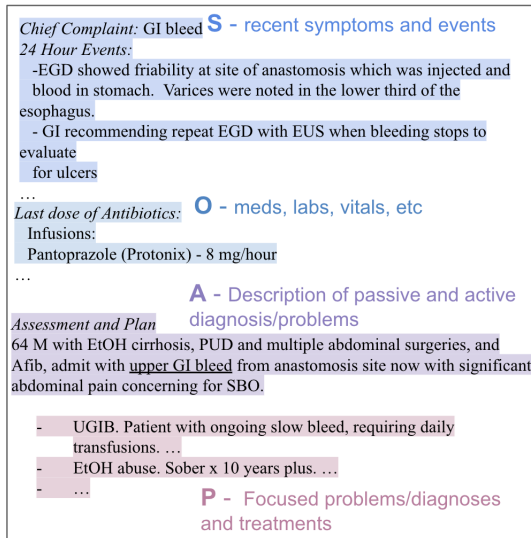 Chief Complaint: GI bleed S - recent symptoms and events
24 Hour Events:
-EGD showed friability at site of anastomosis which was injected and
blood in stomach. Varices were noted in the lower third of the
esophagus.
- GI recommending repeat EGD with EUS when bleeding stops to
evaluate
for ulcers
...
Last dose of Antibiotics: O - meds, labs, vitals, etc
Infusions:
Pantoprazole (Protonix) - 8 mg/hour
...
A - Description of passive and active
diagnosis/problems
Assessment and Plan
64 M with EtOH cirrhosis, PUD and multiple abdominal surgeries, and
Afib, admit with upper GI bleed from anastomosis site now with significant
abdominal pain concerning for SBO.
- UGIB. Patient with ongoing slow bleed, requiring daily
transfusions. ...
- EtOH abuse. Sober x 10 years plus. ...
- ...
P - Focused problems/diagnoses
and treatments